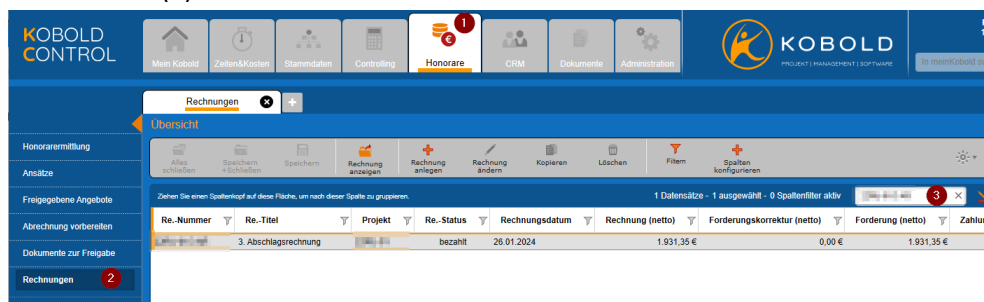 KOBOLD
CONTROL
Mein Kobold
Zeiten&Kosten
Stammdaten
Controlling
1
Honorare
CRM
Dokumente
Administration
KOBOLD
PROJEKT | MANAGEMENT | SOFTWARE
In meinKobold
Rechnungen
Übersicht
Honorarermittlung
Ansätze
Freigegebene Angebote
Abrechnung vorbereiten
Dokumente zur Freigabe
Rechnungen 2
Alles schließen
Speichern +Schließen
Speichern
Rechnung anzeigen
Rechnung anlegen
Rechnung ändern
Kopieren
Löschen
Filtern
Spalten konfigurieren
Ziehen Sie einen Spaltenkopf auf diese Fläche, um nach dieser Spalte zu gruppieren.
1 Datensätze - 1 ausgewählt - 0 Spaltenfilter aktiv
3
Re.-Nummer Re.-Titel Projekt Re.-Status Rechnungsdatum Rechnung (netto) Forderungskorrektur (netto) Forderung (netto)
3. Abschlagsrechnung bezahlt 26.01.2024 1.931,35 € 0,00 € 1.931,35 €